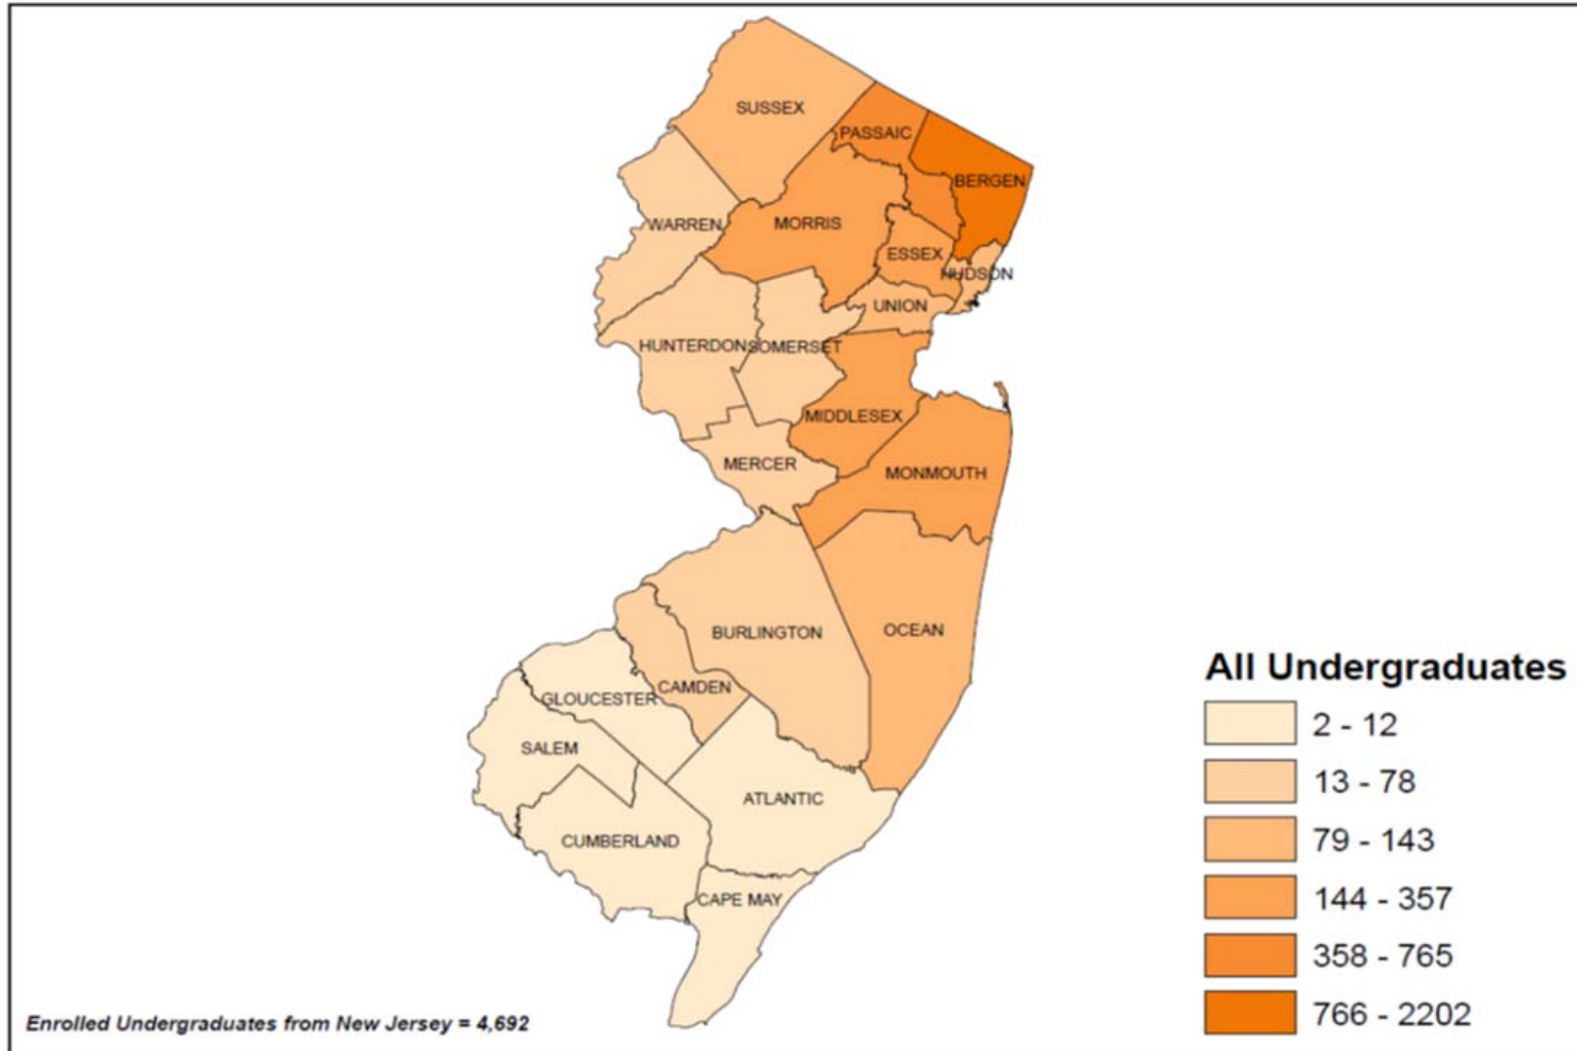 SUSSEX
PASSAIC
BERGEN
WARREN
MORRIS
ESSEX
HUDSON
UNION
HUNTERDON
SOMERSET
MIDDLESEX
MERCER
MONMOUTH
BURLINGTON
OCEAN
CAMDEN
GLOUCESTER
SALEM
ATLANTIC
CUMBERLAND
CAPE MAY
All Undergraduates
2 - 12
13 - 78
79 - 143
144 - 357
358 - 765
766 - 2202
Enrolled Undergraduates from New Jersey = 4,692